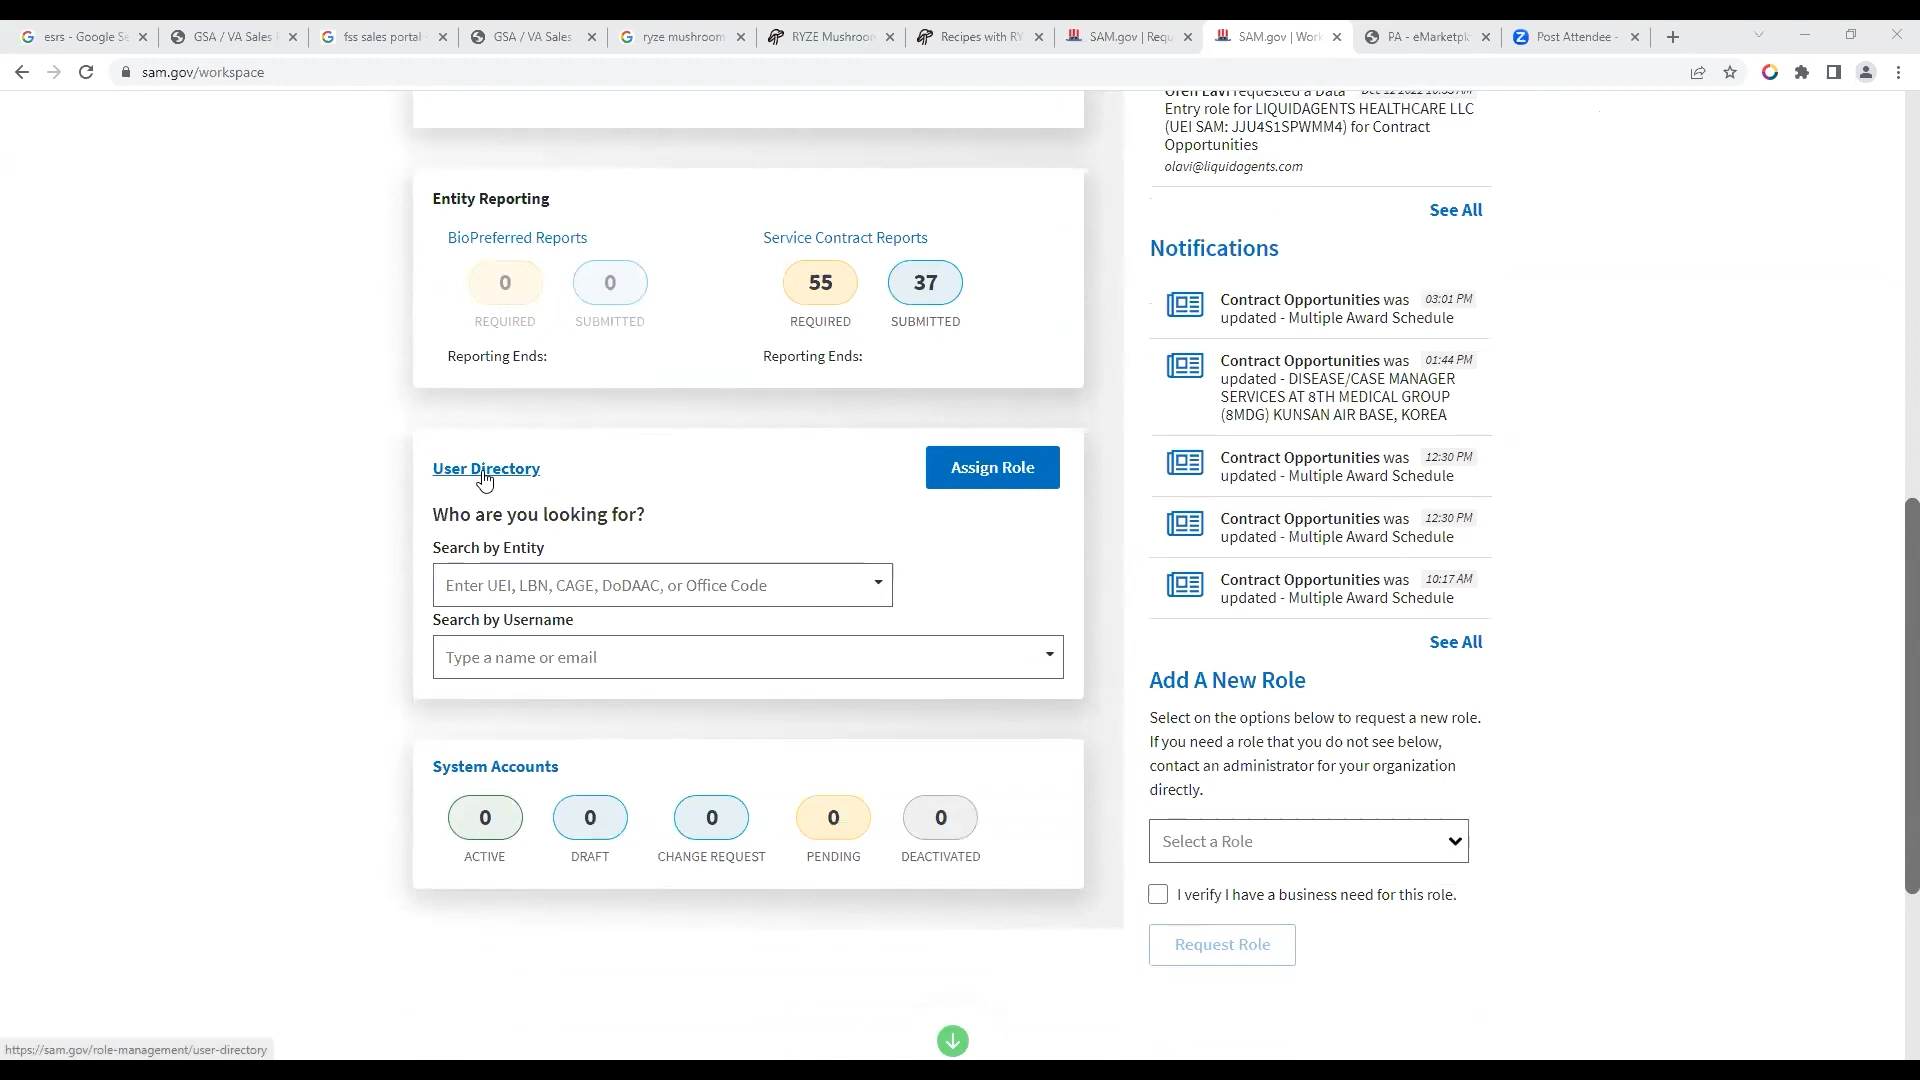 esrs - Google Se
GSA / VA Sales
fss sales portal
GSA / VA Sales
ryze mushroom
RYZE Mushroom
Recipes with RY
SAM.gov | Requ
SAM.gov | Work
PA - eMarketpl
Post Attendee -
sam.gov/workspace
Oren Lavi requested a Data Dec 12 2022 10:53 AM
Entry role for LIQUIDAGENTS HEALTHCARE LLC
(UEI SAM: JJU4S1SPWMM4) for Contract
Opportunities
olavi@liquidagents.com
See All
Entity Reporting
BioPreferred Reports
Service Contract Reports
0
0
55
37
REQUIRED
SUBMITTED
REQUIRED
SUBMITTED
Reporting Ends:
Reporting Ends:
User Directory
Assign Role
Who are you looking for?
Search by Entity
Enter UEI, LBN, CAGE, DoDAAC, or Office Code
Search by Username
Type a name or email
System Accounts
0
0
0
0
0
ACTIVE
DRAFT
CHANGE REQUEST
PENDING
DEACTIVATED
Notifications
Contract Opportunities was 03:01 PM
updated - Multiple Award Schedule
Contract Opportunities was 01:44 PM
updated - DISEASE/CASE MANAGER
SERVICES AT 8TH MEDICAL GROUP
(8MDG) KUNSAN AIR BASE, KOREA
Contract Opportunities was 12:30 PM
updated - Multiple Award Schedule
Contract Opportunities was 12:30 PM
updated - Multiple Award Schedule
Contract Opportunities was 10:17 AM
updated - Multiple Award Schedule
See All
Add A New Role
Select on the options below to request a new role.
If you need a role that you do not see below,
contact an administrator for your organization
directly.
Select a Role
I verify I have a business need for this role.
Request Role
https://sam.gov/role-management/user-directory